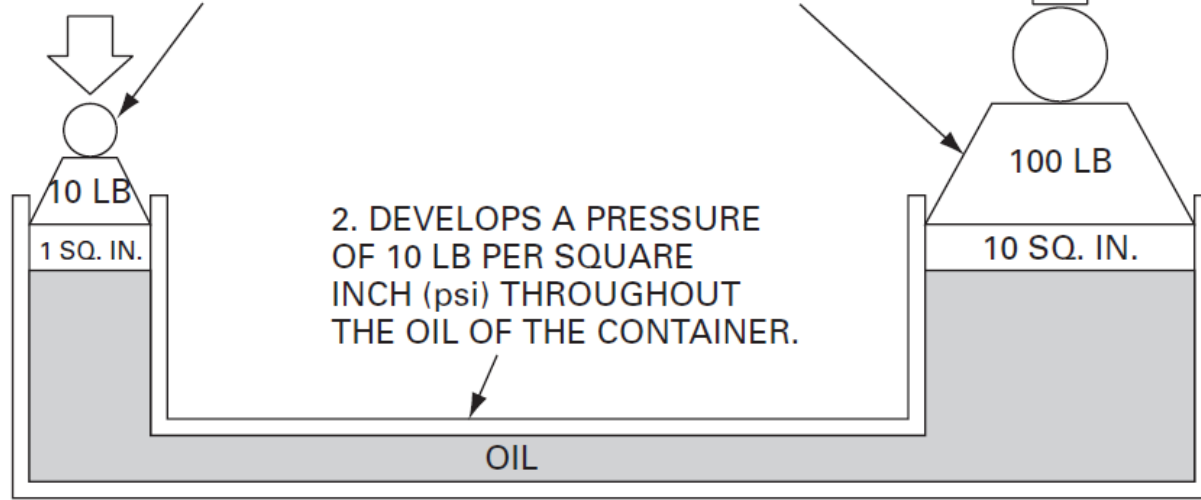 10 LB
1 SQ. IN.
2. DEVELOPS A PRESSURE
OF 10 LB PER SQUARE
INCH (psi) THROUGHOUT
THE OIL OF THE CONTAINER.
100 LB
10 SQ. IN.
OIL